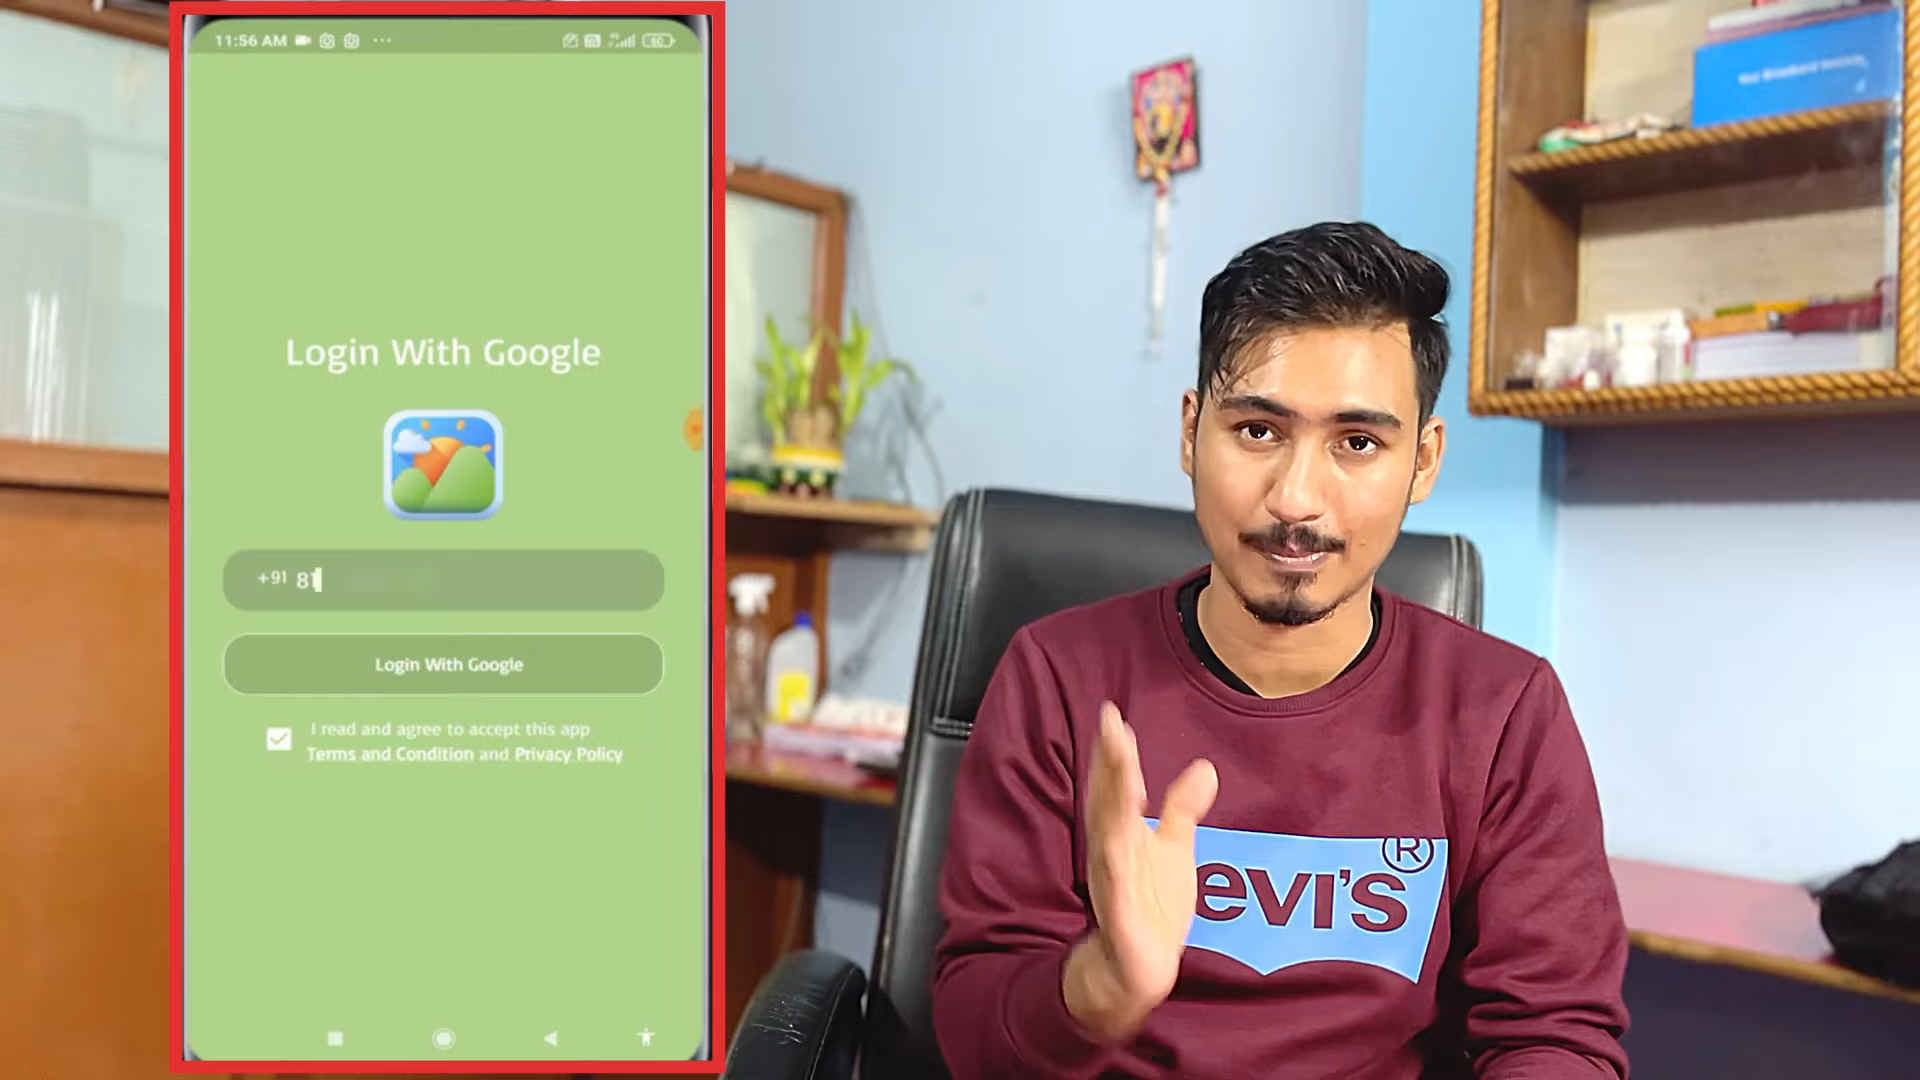 11:56 AM
60
Login With Google
+91 81
Login With Google
I read and agree to accept this app
Terms and Condition and Privacy Policy
evi's
®